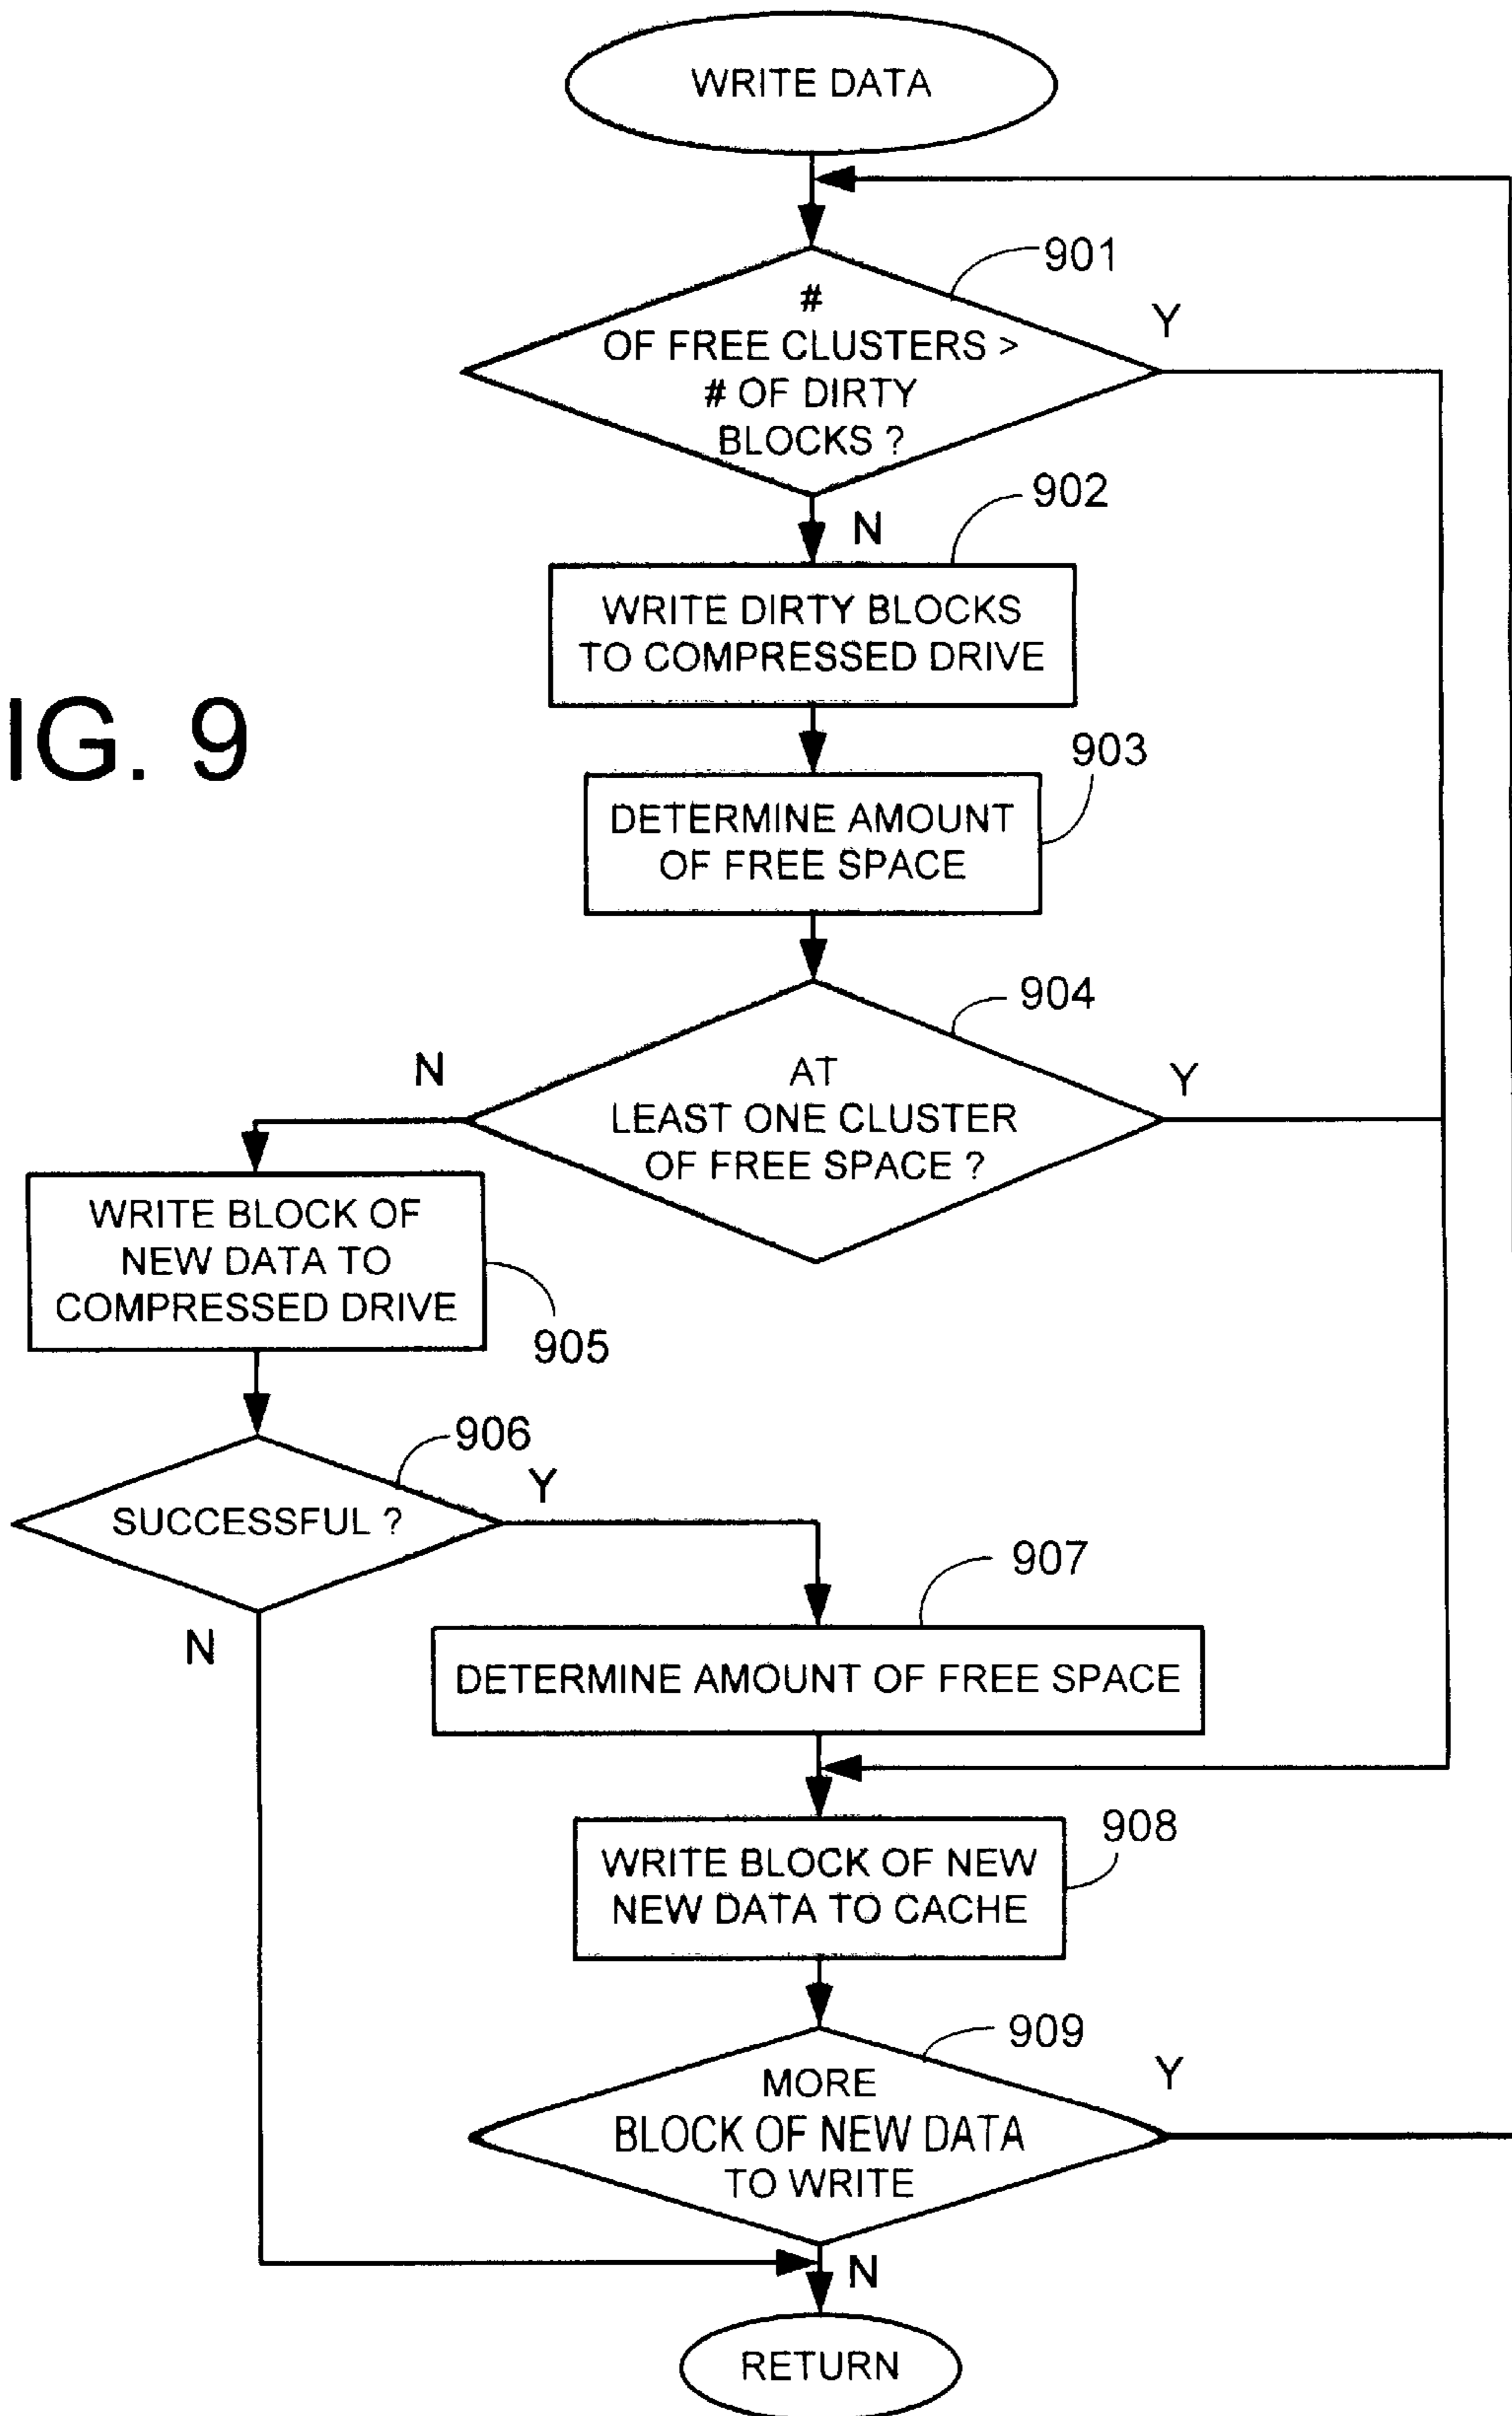 WRITE DATA
901
#
OF FREE CLUSTERS >
# OF DIRTY
BLOCKS ?
Y
N
902
WRITE DIRTY BLOCKS
TO COMPRESSED DRIVE
IG. 9
903
DETERMINE AMOUNT
OF FREE SPACE
904
N
AT
LEAST ONE CLUSTER
OF FREE SPACE ?
Y
WRITE BLOCK OF
NEW DATA TO
COMPRESSED DRIVE
905
906
SUCCESSFUL ?
Y
N
907
DETERMINE AMOUNT OF FREE SPACE
908
WRITE BLOCK OF NEW
NEW DATA TO CACHE
909
MORE
BLOCK OF NEW DATA
TO WRITE
Y
N
RETURN